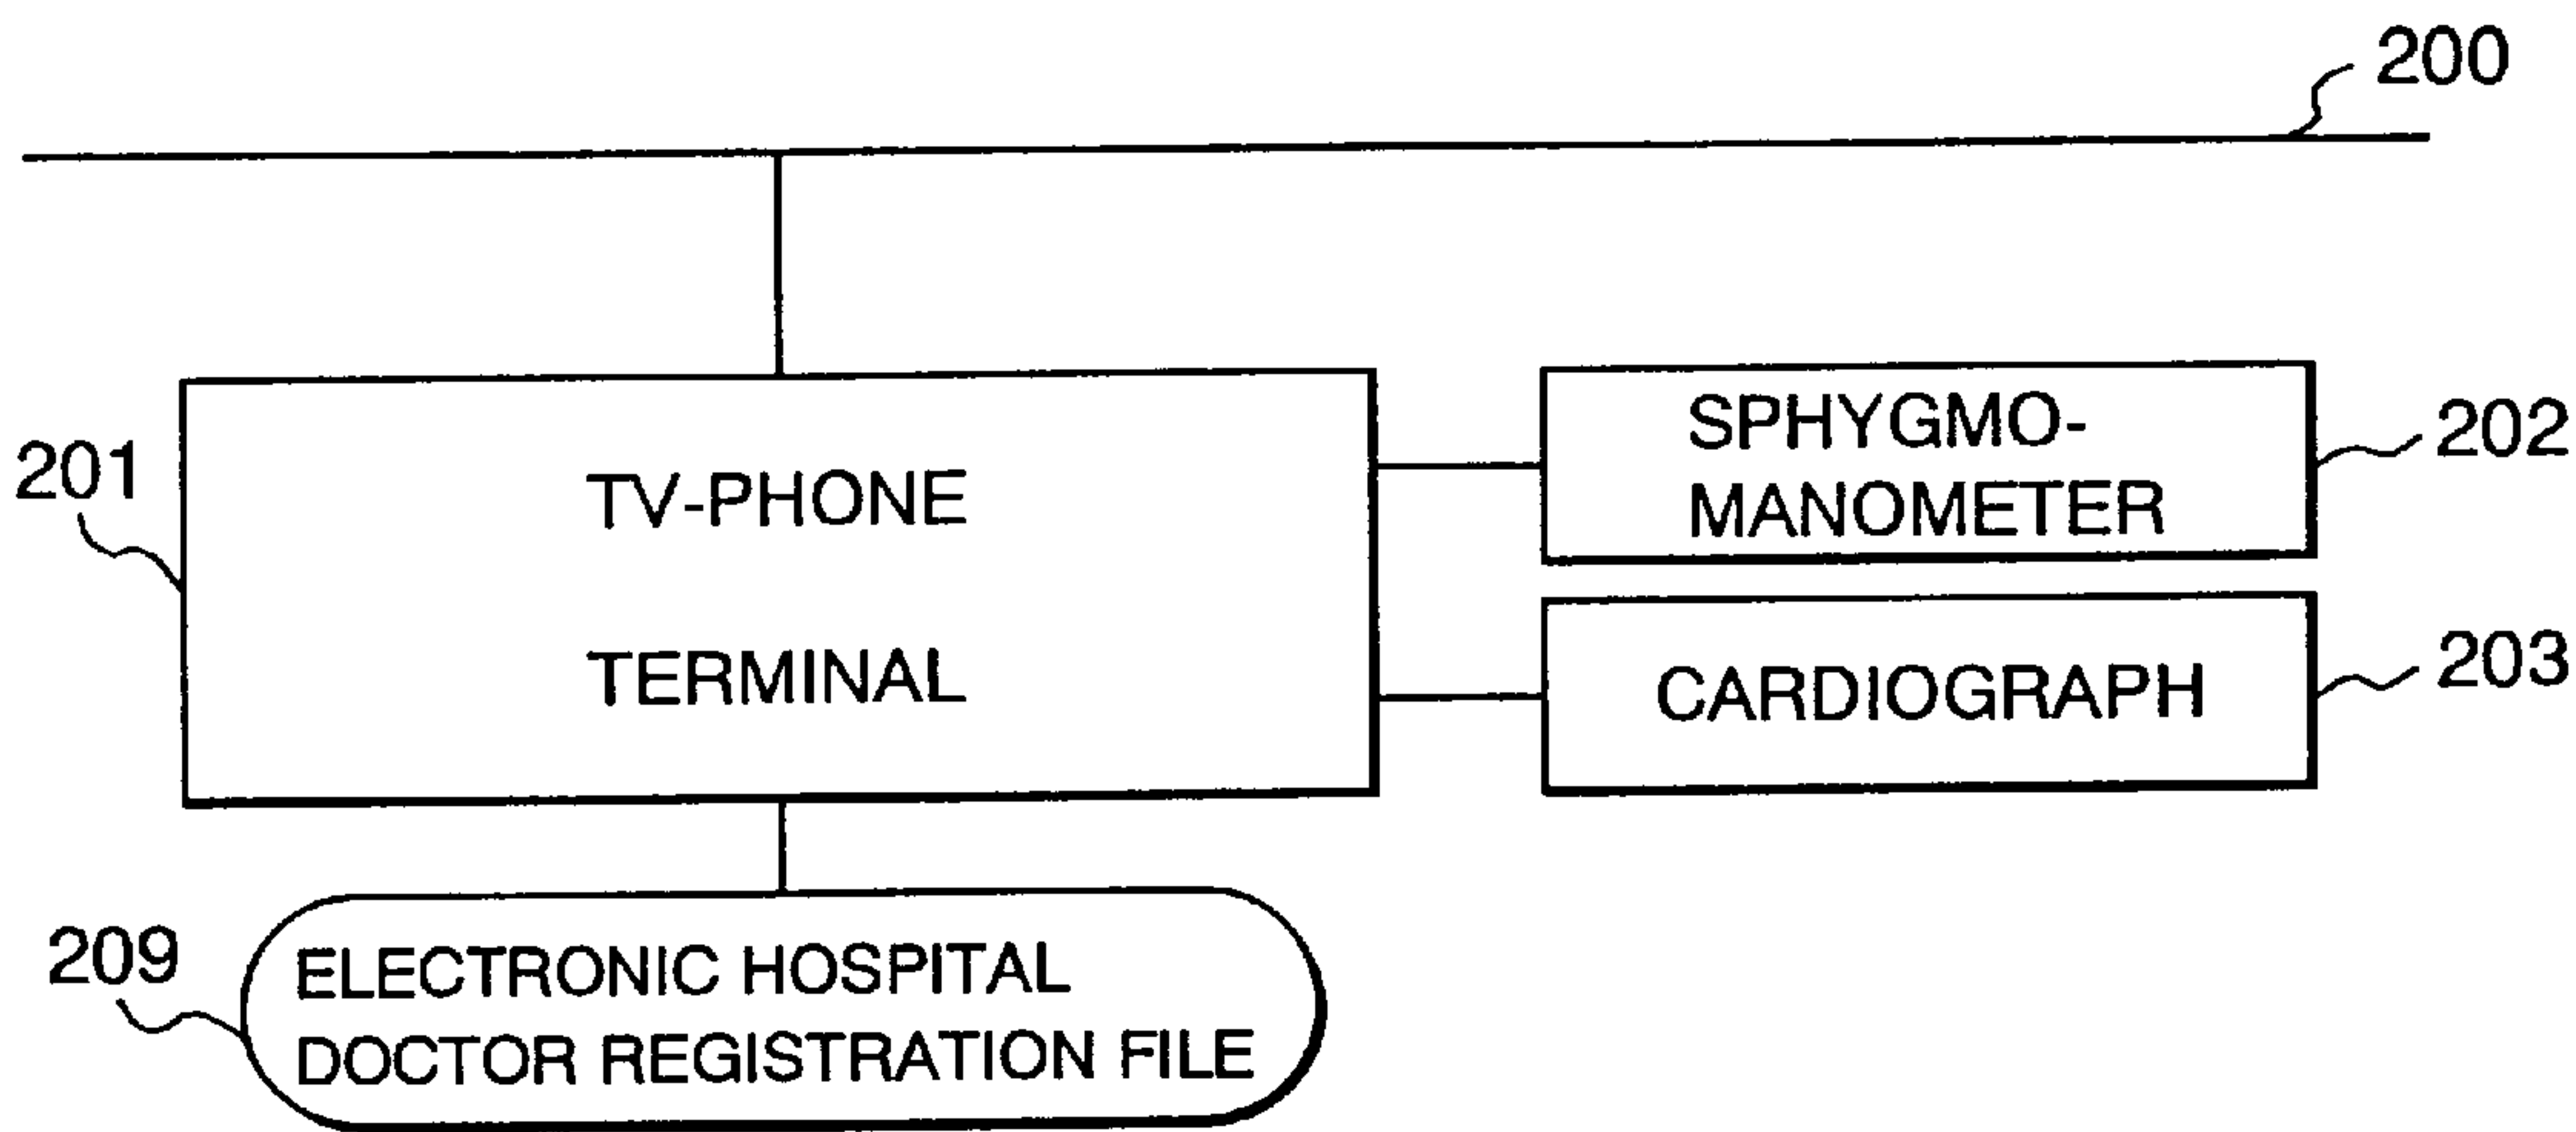 200
201
TV-PHONE
TERMINAL
SPHYGMO-
MANOMETER
202
CARDIOGRAPH
203
209
ELECTRONIC HOSPITAL
DOCTOR REGISTRATION FILE